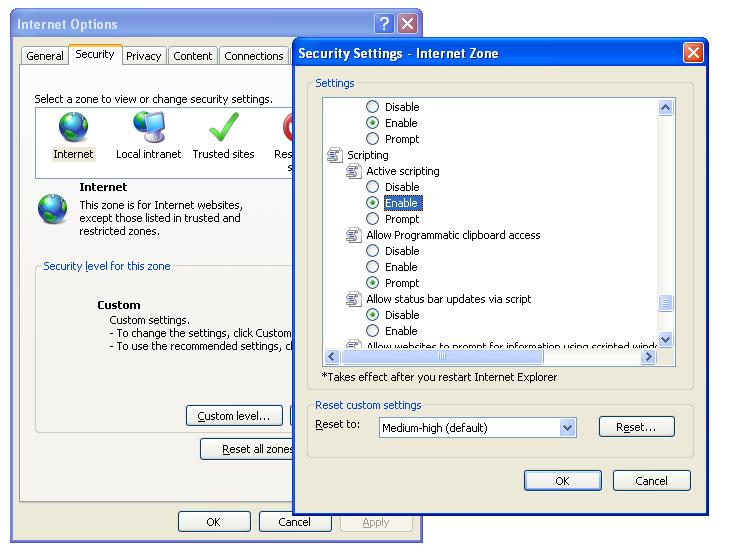 Internet Options
General
Security
Privacy
Content
Connections
Select a zone to view or change security settings.
Internet
Local intranet
Trusted sites
Res
s
Internet
This zone is for Internet websites,
except those listed in trusted and
restricted zones.
Security level for this zone
Custom
Custom settings.
- To change the settings, click Custom
- To use the recommended settings, cl
Custom level...
Reset all zones
OK
Cancel
Apply
Security Settings - Internet Zone
Settings
Disable
Enable
Prompt
Scripting
Active scripting
Disable
Enable
Prompt
Allow Programmatic clipboard access
Disable
Enable
Prompt
Allow status bar updates via script
Disable
Enable
Allow websites to prompt for information using scripted windo
*Takes effect after you restart Internet Explorer
Reset custom settings
Reset to:
Medium-high (default)
Reset...
OK
Cancel